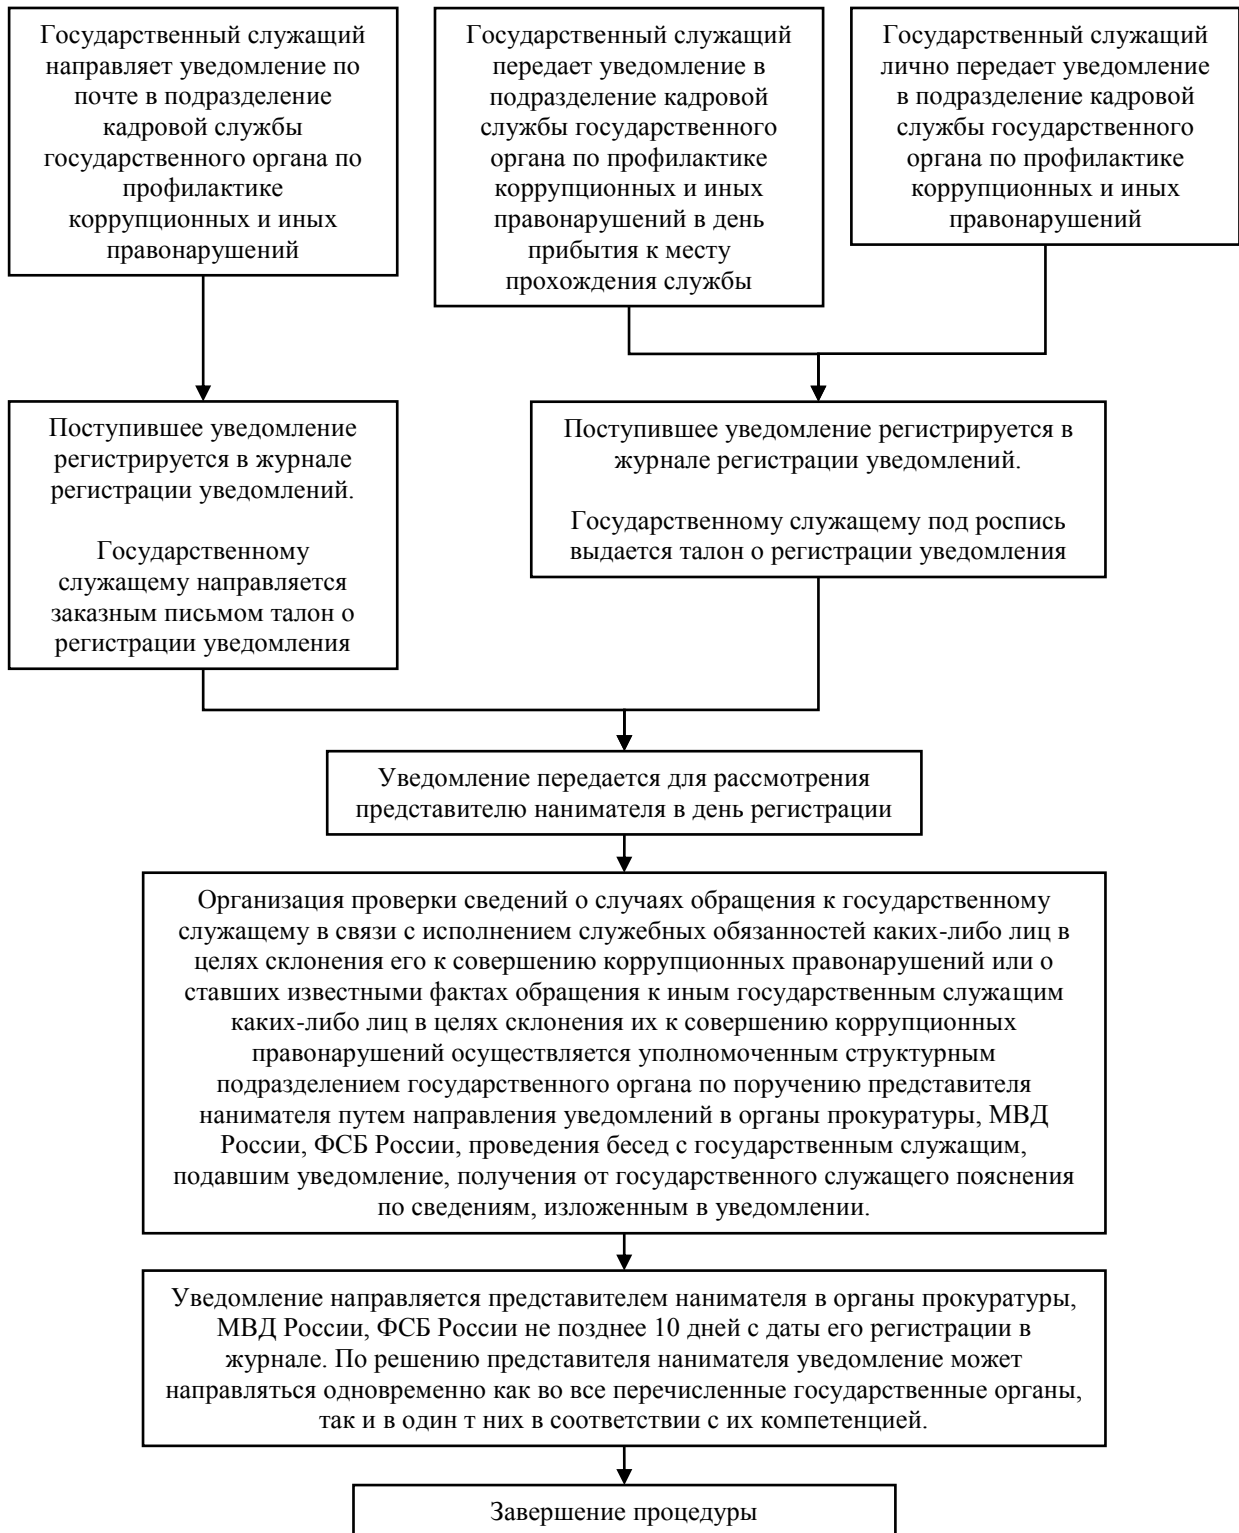 Государственный служащий
направляет уведомление по
почте в подразделение
кадровой службы
государственного органа по
профилактике
коррупционных и иных
правонарушений
Государственный служащий
передает уведомление в
подразделение кадровой
службы государственного
органа по профилактике
коррупционных и иных
правонарушений в день
прибытия к месту
прохождения службы
Государственный служащий
лично передает уведомление
в подразделение кадровой
службы государственного
органа по профилактике
коррупционных и иных
правонарушений
Поступившее уведомление
регистрируется в журнале
регистрации уведомлений.
Государственному
служащему направляется
заказным письмом талон о
регистрации уведомления
Поступившее уведомление регистрируется в
журнале регистрации уведомлений.
Государственному служащему под роспись
выдается талон о регистрации уведомления
Уведомление передается для рассмотрения
представителю нанимателя в день регистрации
Организация проверки сведений о случаях обращения к государственному
служащему в связи с исполнением служебных обязанностей каких-либо лиц в
целях склонения его к совершению коррупционных правонарушений или о
ставших известными фактах обращения к иным государственным служащим
каких-либо лиц в целях склонения их к совершению коррупционных
правонарушений осуществляется уполномоченным структурным
подразделением государственного органа по поручению представителя
нанимателя путем направления уведомлений в органы прокуратуры, МВД
России, ФСБ России, проведения бесед с государственным служащим,
подавшим уведомление, получения от государственного служащего пояснения
по сведениям, изложенным в уведомлении.
Уведомление направляется представителем нанимателя в органы прокуратуры,
МВД России, ФСБ России не позднее 10 дней с даты его регистрации в
журнале. По решению представителя нанимателя уведомление может
направляться одновременно как во все перечисленные государственные органы,
так и в один т них в соответствии с их компетенцией.
Завершение процедуры